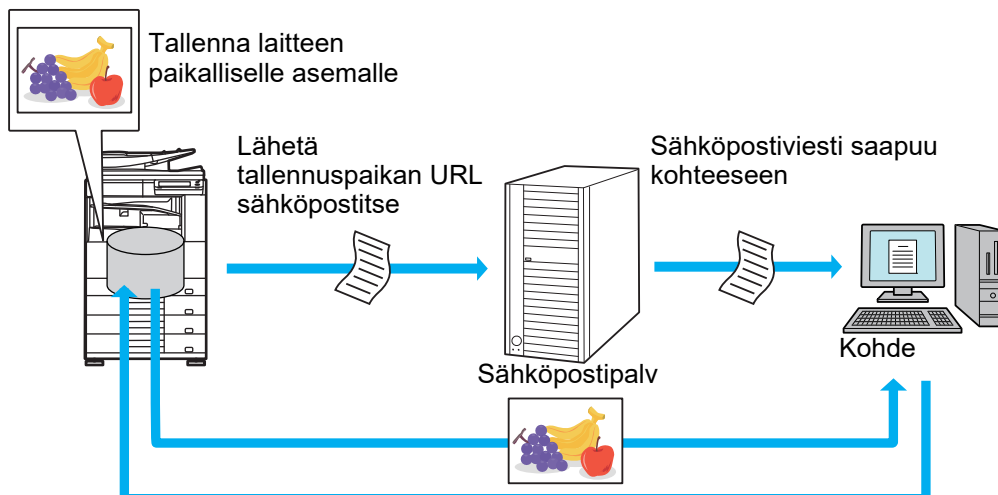 Tallenna laitteen
paikalliselle asemalle
Lähetä
tallennuspaikan URL
sähköpostitse
Sähköpostiviesti saapuu
kohteeseen
Sähköpostipalv
Kohde